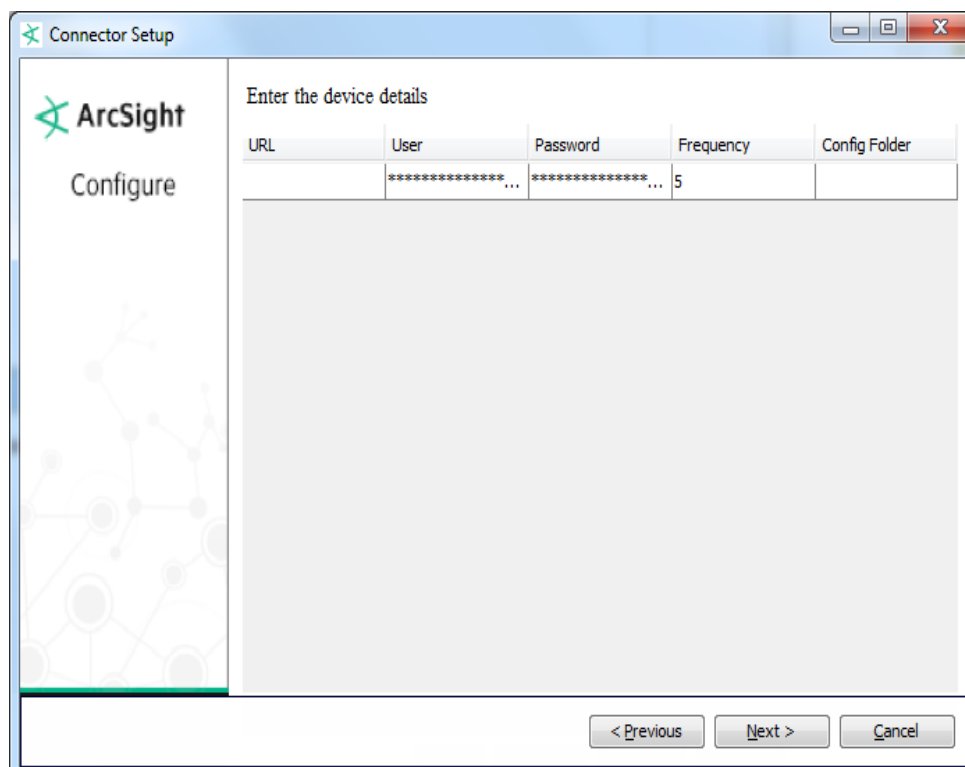 Connector Setup
ArcSight
Configure
Enter the device details
URL User Password Frequency Config Folder
**************... **************... 5
< Previous Next > Cancel